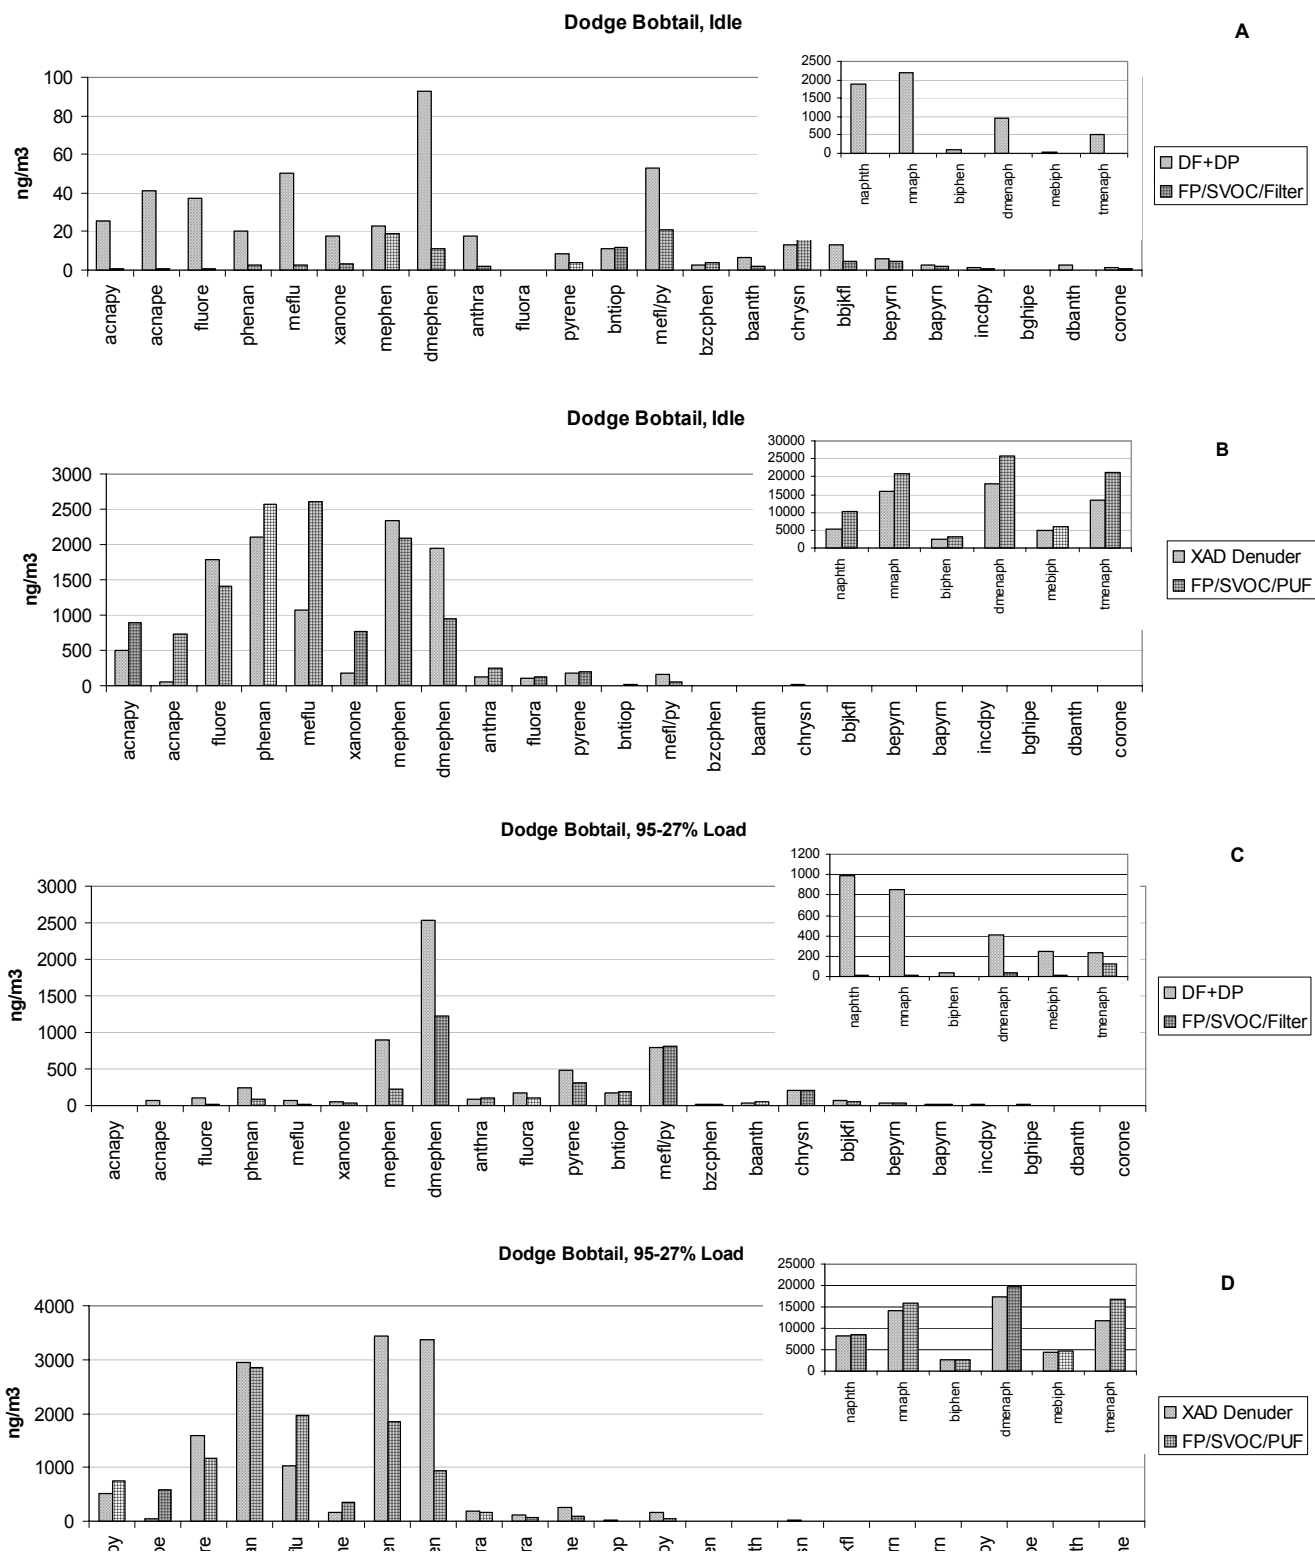 Dodge Bobtail, Idle
A
ng/m3
100
80
60
40
20
0
acnapy acnape fluore phenan meflu xanone mephen dmephen anthra fluora pyrene bntiop mefl/py bzcphen baanth chrysn bbjkfl bepyrn bapyrn incdpy bghipe dbanth corone
2500
2000
1500
1000
500
0
naphth mnaph biphen dmenaph mebiph tmenaph
DF+DP
FP/SVOC/Filter
Dodge Bobtail, Idle
B
ng/m3
3000
2500
2000
1500
1000
500
0
acnapy acnape fluore phenan meflu xanone mephen dmephen anthra fluora pyrene bntiop mefl/py bzcphen baanth chrysn bbjkfl bepyrn bapyrn incdpy bghipe dbanth corone
30000
25000
20000
15000
10000
5000
0
naphth mnaph biphen dmenaph mebiph tmenaph
XAD Denuder
FP/SVOC/PUF
Dodge Bobtail, 95-27% Load
C
ng/m3
3000
2500
2000
1500
1000
500
0
acnapy acnape fluore phenan meflu xanone mephen dmephen anthra fluora pyrene bntiop mefl/py bzcphen baanth chrysn bbjkfl bepyrn bapyrn incdpy bghipe dbanth corone
1200
1000
800
600
400
200
0
naphth mnaph biphen dmenaph mebiph tmenaph
DF+DP
FP/SVOC/Filter
Dodge Bobtail, 95-27% Load
D
ng/m3
4000
3000
2000
1000
0
25000
20000
15000
10000
5000
0
naphth mnaph biphen dmenaph mebiph tmenaph
XAD Denuder
FP/SVOC/PUF